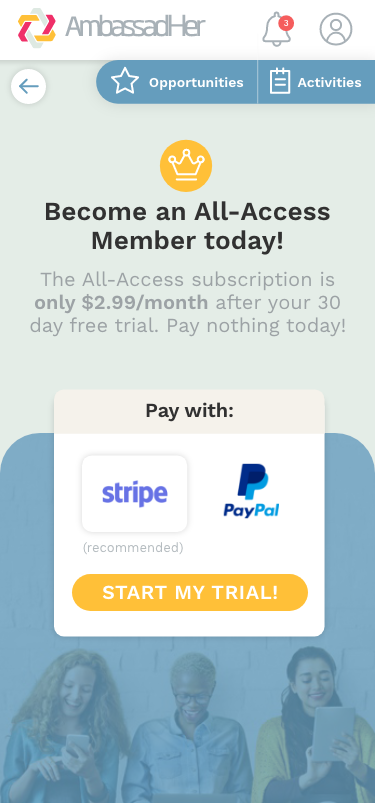 AmbassadHer
3
Opportunities
Activities
Become an All-Access
Member today!
The All-Access subscription is
only $2.99/month after your 30
day free trial. Pay nothing today!
Pay with:
stripe
PayPal
(recommended)
START MY TRIAL!